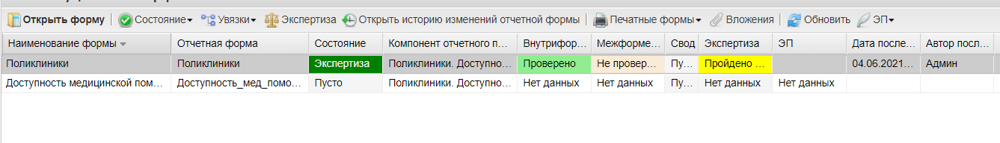 Открыть форму Состояние Увязки Экспертиза Открыть историю изменений отчетной формы Печатные формы Вложения Обновить ЭП
Наименование формы Отчетная форма Состояние Компонент отчетного п... Внутрифор... Межформе... Свод Экспертиза ЭП Дата после... Автор посл...
Поликлиники Поликлиники Экспертиза Поликлиники. Доступно... Проверено Не провер... Пу... Пройдено ... 04.06.2021... Админ
Доступность медицинской пом... Доступность_мед_помо... Пусто Поликлиники. Доступно... Нет данных Нет данных Пу... Нет данных Нет данных